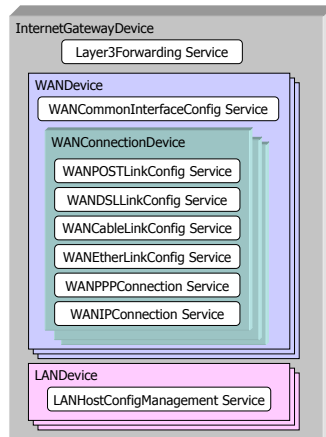 InternetGatewayDevice
Layer3Forwarding Service
WANDevice
WANCommonInterfaceConfig Service
WANConnectionDevice
WANPOSTLinkConfig Service
WANDSLLinkConfig Service
WANCableLinkConfig Service
WANEtherLinkConfig Service
WANPPPConnection Service
WANIPConnection Service
LANDevice
LANHostConfigManagement Service